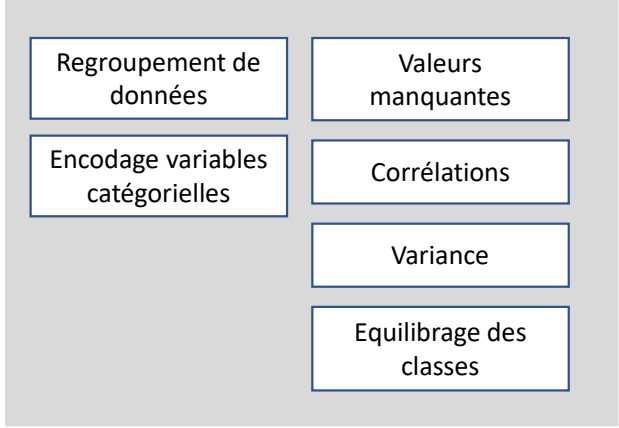 Regroupement de
données
Encodage variables
catégorielles
Valeurs
manquantes
Corrélations
Variance
Equilibrage des
classes